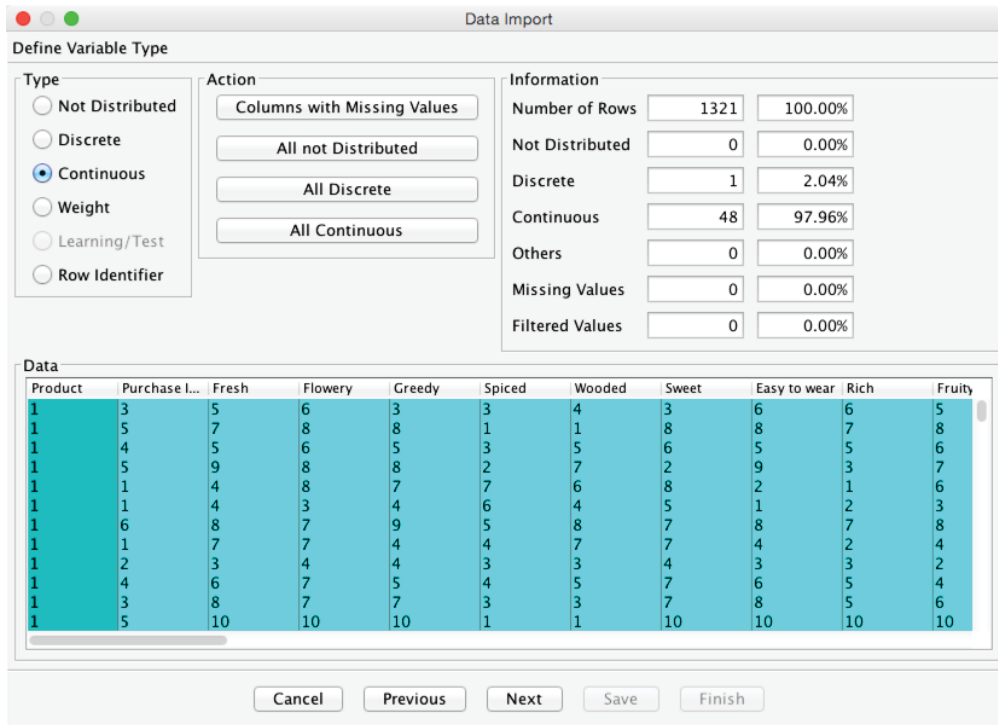 Data Import
Define Variable Type
Type
Not Distributed
Discrete
Continuous
Weight
Learning/Test
Row Identifier
Action
Columns with Missing Values
All not Distributed
All Discrete
All Continuous
Information
Number of Rows 1321 100.00%
Not Distributed 0 0.00%
Discrete 1 2.04%
Continuous 48 97.96%
Others 0 0.00%
Missing Values 0 0.00%
Filtered Values 0 0.00%
Data
Product Purchase I... Fresh Flowery Greedy Spiced Wooded Sweet Easy to wear Rich Fruity
1 3 5 6 3 3 4 3 6 6 5
1 5 7 8 8 1 1 8 8 7 8
1 4 5 6 5 3 5 6 5 5 6
1 5 9 8 8 2 7 2 9 3 7
1 1 4 8 7 7 6 8 2 1 6
1 1 4 3 4 6 4 5 1 2 3
1 6 8 7 9 5 8 7 8 7 8
1 1 7 7 4 4 7 7 4 2 4
1 2 3 4 4 3 3 4 3 3 2
1 4 6 7 5 4 5 7 6 5 4
1 3 8 7 7 3 3 7 8 5 6
1 5 10 10 10 1 1 10 10 10 10
Cancel Previous Next Save Finish